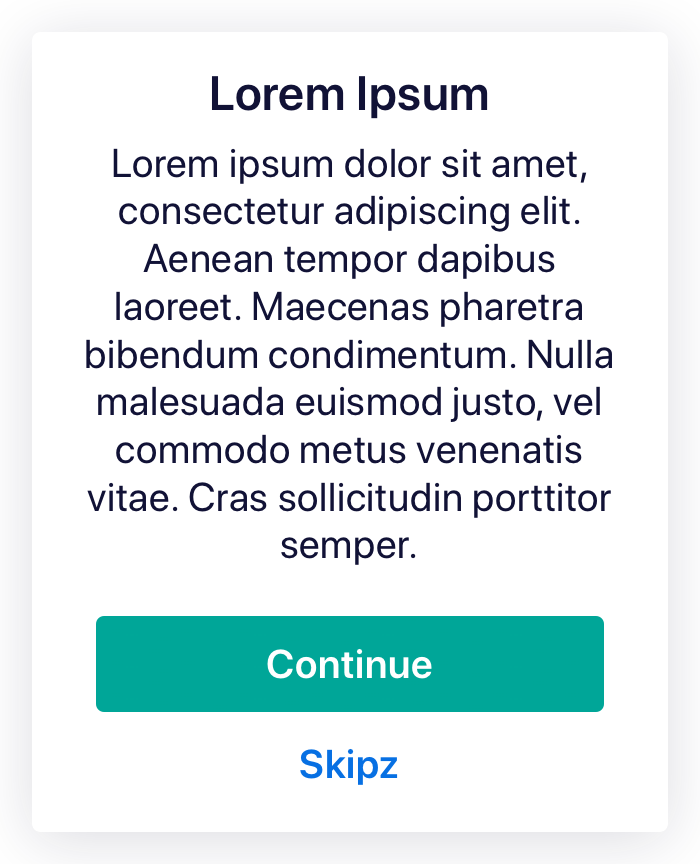 Lorem Ipsum
Lorem ipsum dolor sit amet,
consectetur adipiscing elit.
Aenean tempor dapibus
laoreet. Maecenas pharetra
bibendum condimentum. Nulla
malesuada euismod justo, vel
commodo metus venenatis
vitae. Cras sollicitudin porttitor
semper.
Continue
Skipz